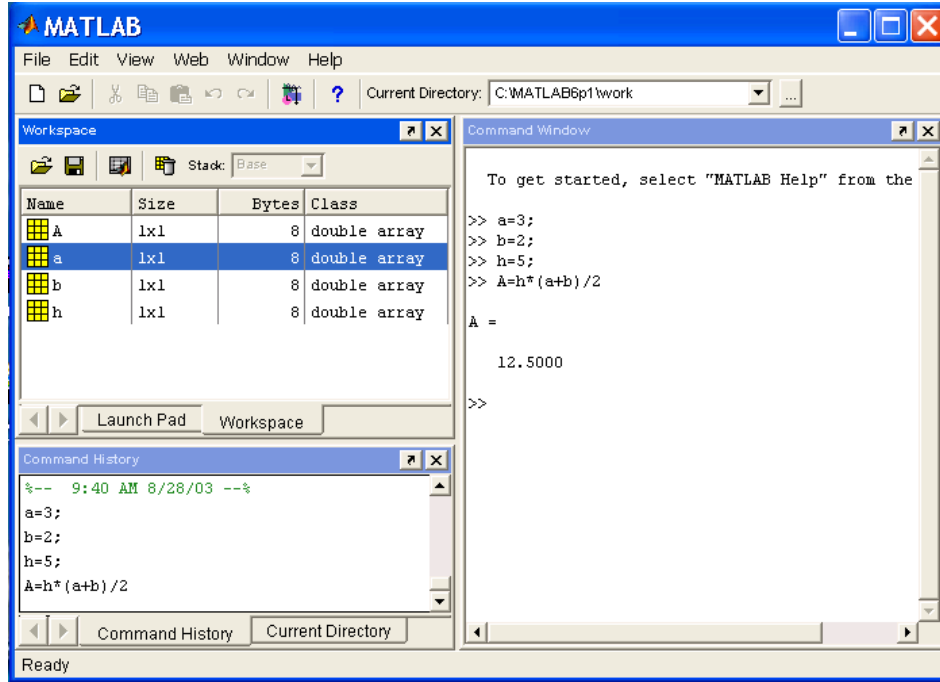 MATLAB
File Edit View Web Window Help
? Current Directory: C:\MATLAB6p1\work ...
Workspace
Stack: Base
Name Size Bytes Class
A 1x1 8 double array
a 1x1 8 double array
b 1x1 8 double array
h 1x1 8 double array
Launch Pad Workspace
Command History
%-- 9:40 AM 8/28/03 --%
a=3;
b=2;
h=5;
A=h*(a+b)/2
Command History Current Directory
Command Window
To get started, select "MATLAB Help" from the
>> a=3;
>> b=2;
>> h=5;
>> A=h*(a+b)/2
A =
12.5000
>>
Ready